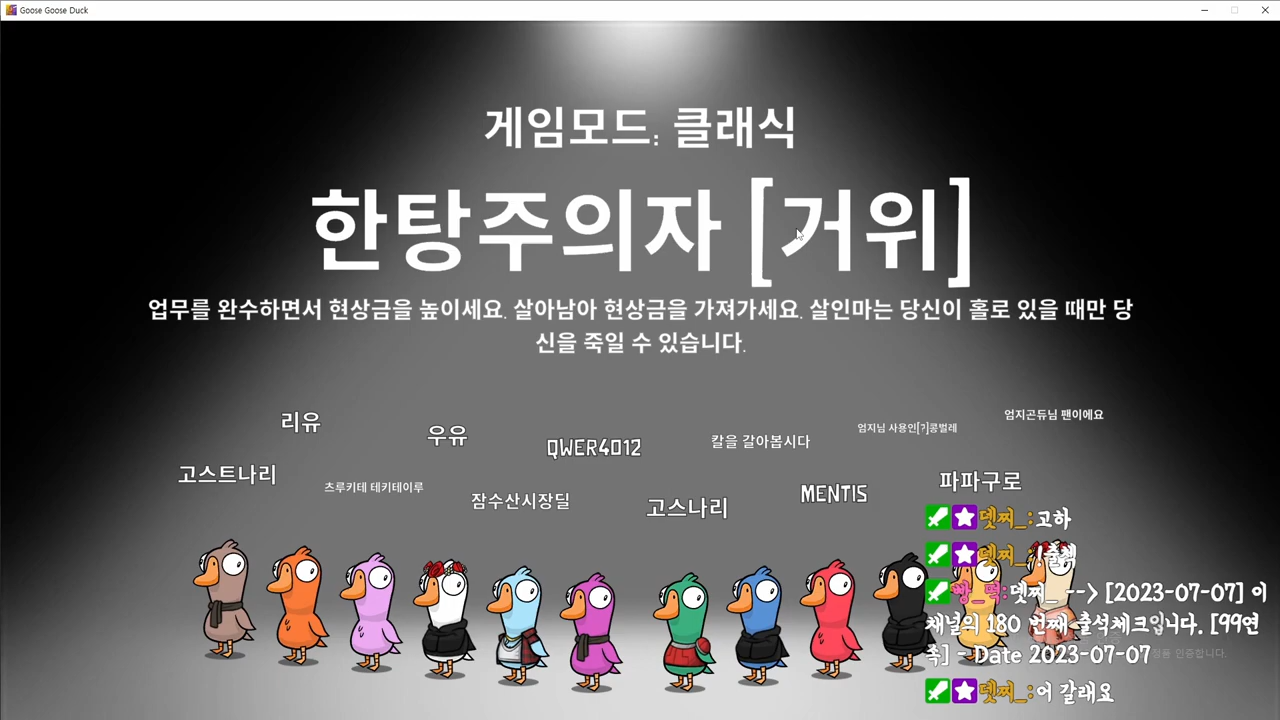 Goose Goose Duck
게임모드: 클래식
한탕주의자 [거위]
업무를 완수하면서 현상금을 높이세요. 살아남아 현상금을 가져가세요. 살인마는 당신이 홀로 있을 때만 당
신을 죽일 수 있습니다.
리유
우유
QWER4012
칼을 갈아봅시다
엄지님 사용인[?]콩벌레
엄지곤듀님 팬이에요
고스트나리
츠루키테 테키테이루
잠수산시장딜
고스나리
MENTIS
파파구로
뎃찌_:고하
뎃찌_:!출첵
빵_떡:뎃찌_ --> [2023-07-07] 이
채널의 180 번째 출석체크입니다. [99연
속] - Date 2023-07-07
뎃찌_:어 갈래요